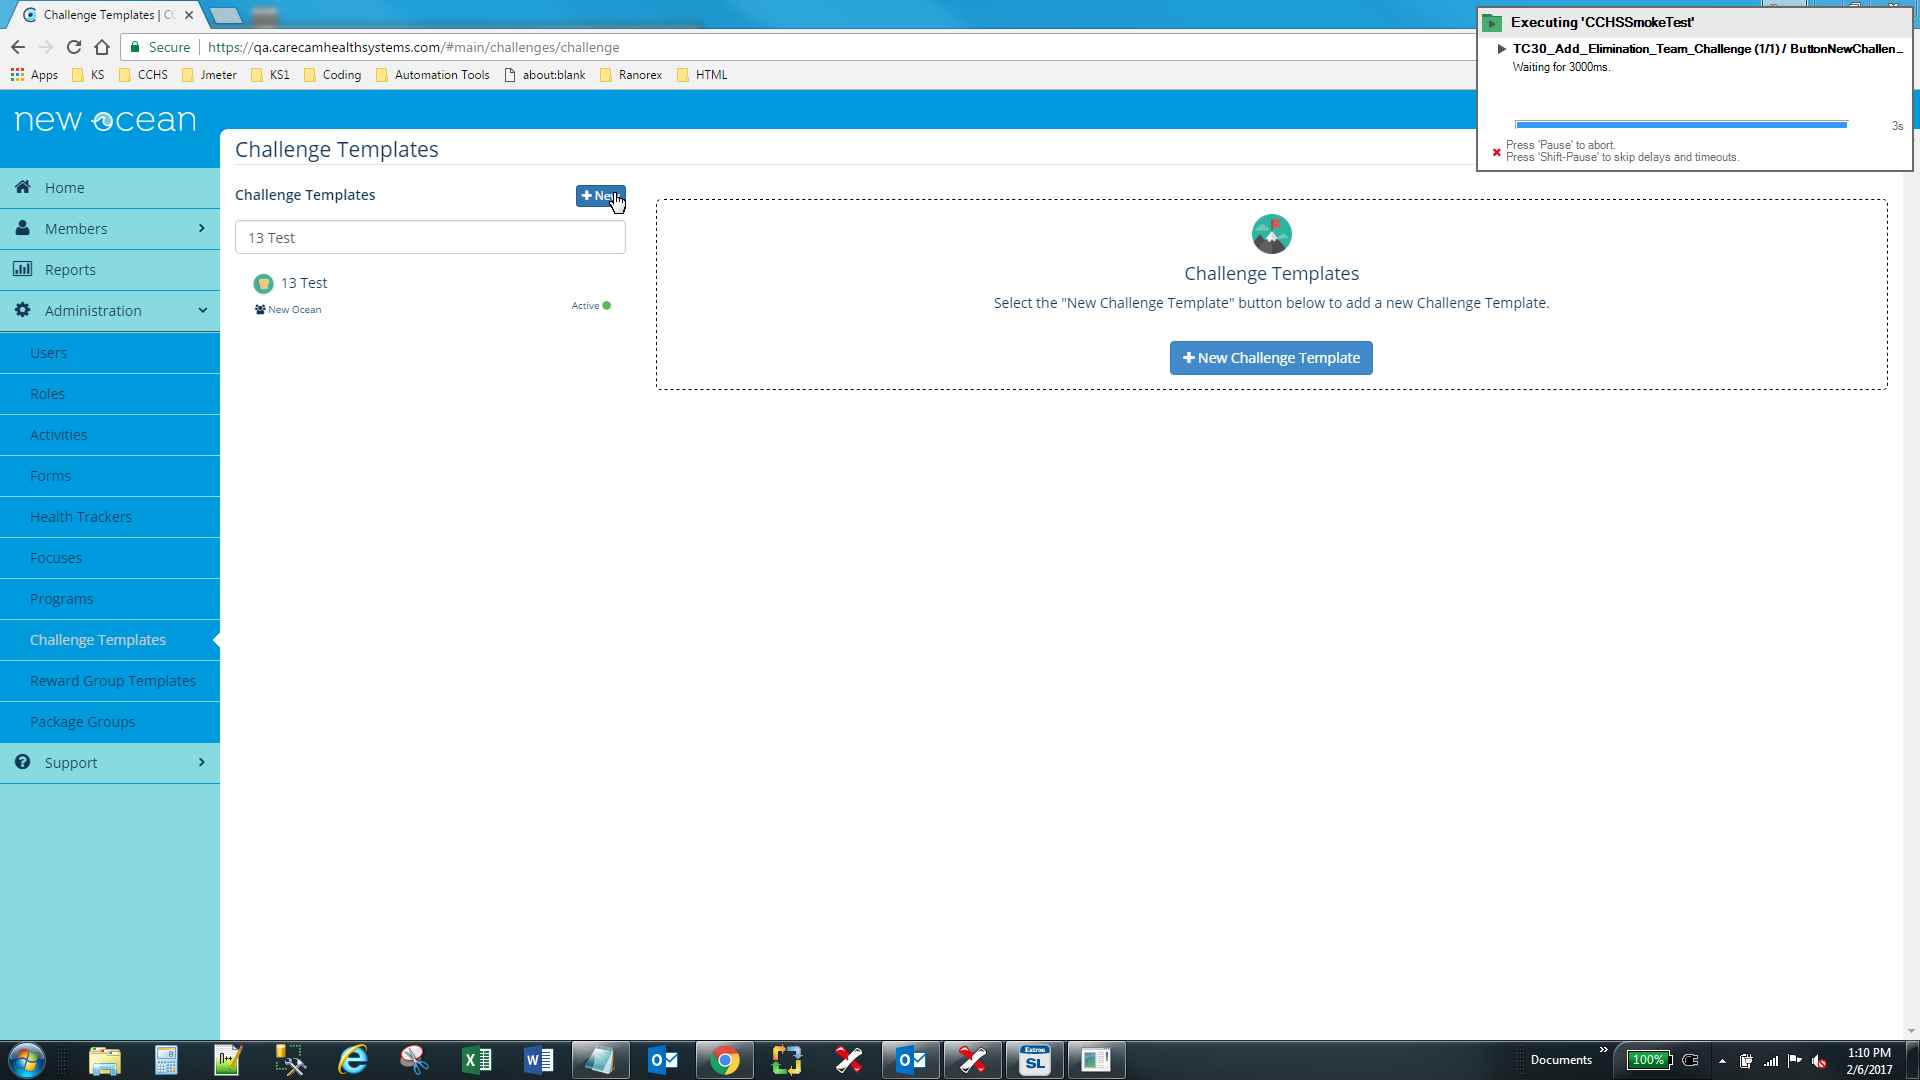 Challenge Templates | C
Secure
https://qa.carecamhealthsystems.com/#main/challenges/challenge
Apps
KS
CCHS
Jmeter
KS1
Coding
Automation Tools
about:blank
Ranorex
HTML
Executing 'CCHSSmokeTest'
TC30_Add_Elimination_Team_Challenge (1/1) / ButtonNewChallen...
Waiting for 3000ms.
3s
Press 'Pause' to abort.
Press 'Shift-Pause' to skip delays and timeouts.
new ocean
Home
Members
Reports
Administration
Users
Roles
Activities
Forms
Health Trackers
Focuses
Programs
Challenge Templates
Reward Group Templates
Package Groups
Support
Challenge Templates
Challenge Templates
+ New
13 Test
13 Test
New Ocean
Active
Challenge Templates
Select the "New Challenge Template" button below to add a new Challenge Template.
+ New Challenge Template
Documents
100%
1:10 PM
2/6/2017